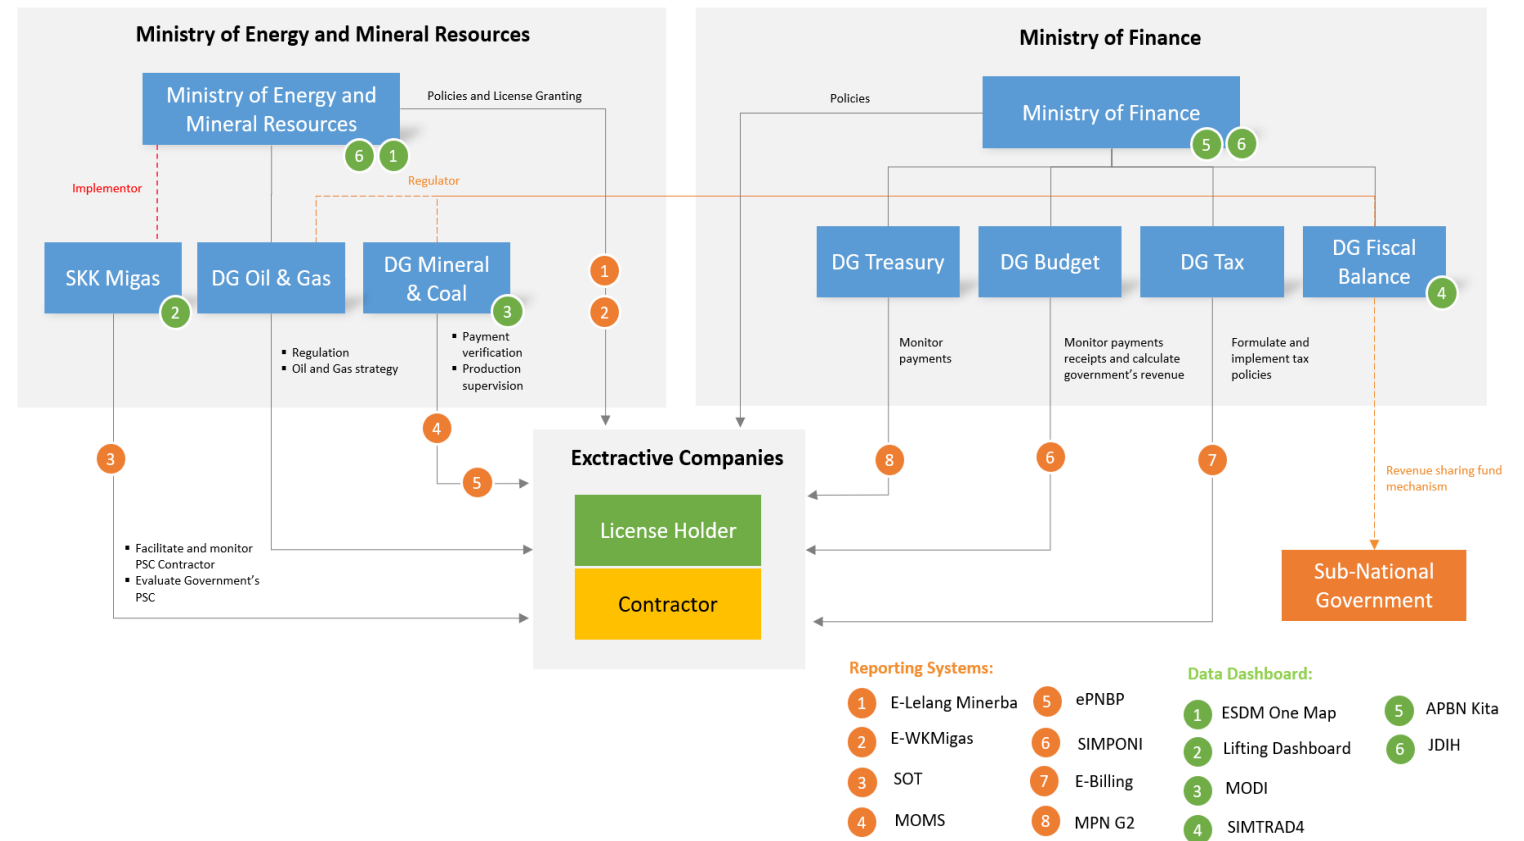 Ministry of Energy and Mineral Resources
Ministry of Energy and
Mineral Resources
6
1
Policies and License Granting
Implementor
Regulator
SKK Migas
2
DG Oil & Gas
DG Mineral
& Coal
3
1
2
▪ Regulation
▪ Oil and Gas strategy
▪ Payment
verification
▪ Production
supervision
3
4
5
▪ Facilitate and monitor
PSC Contractor
▪ Evaluate Government's
PSC
Ministry of Finance
Policies
Ministry of Finance
5
6
DG Treasury
DG Budget
DG Tax
DG Fiscal
Balance
4
Monitor
payments
Monitor payments
receipts and calculate
government's revenue
Formulate and
implement tax
policies
8
6
7
Revenue sharing fund
mechanism
Exctractive Companies
License Holder
Contractor
Sub-National
Government
Reporting Systems:
1 E-Lelang Minerba
2 E-WKMigas
3 SOT
4 MOMS
5 ePNBP
6 SIMPONI
7 E-Billing
8 MPN G2
Data Dashboard:
1 ESDM One Map
2 Lifting Dashboard
3 MODI
4 SIMTRAD4
5 APBN Kita
6 JDIH